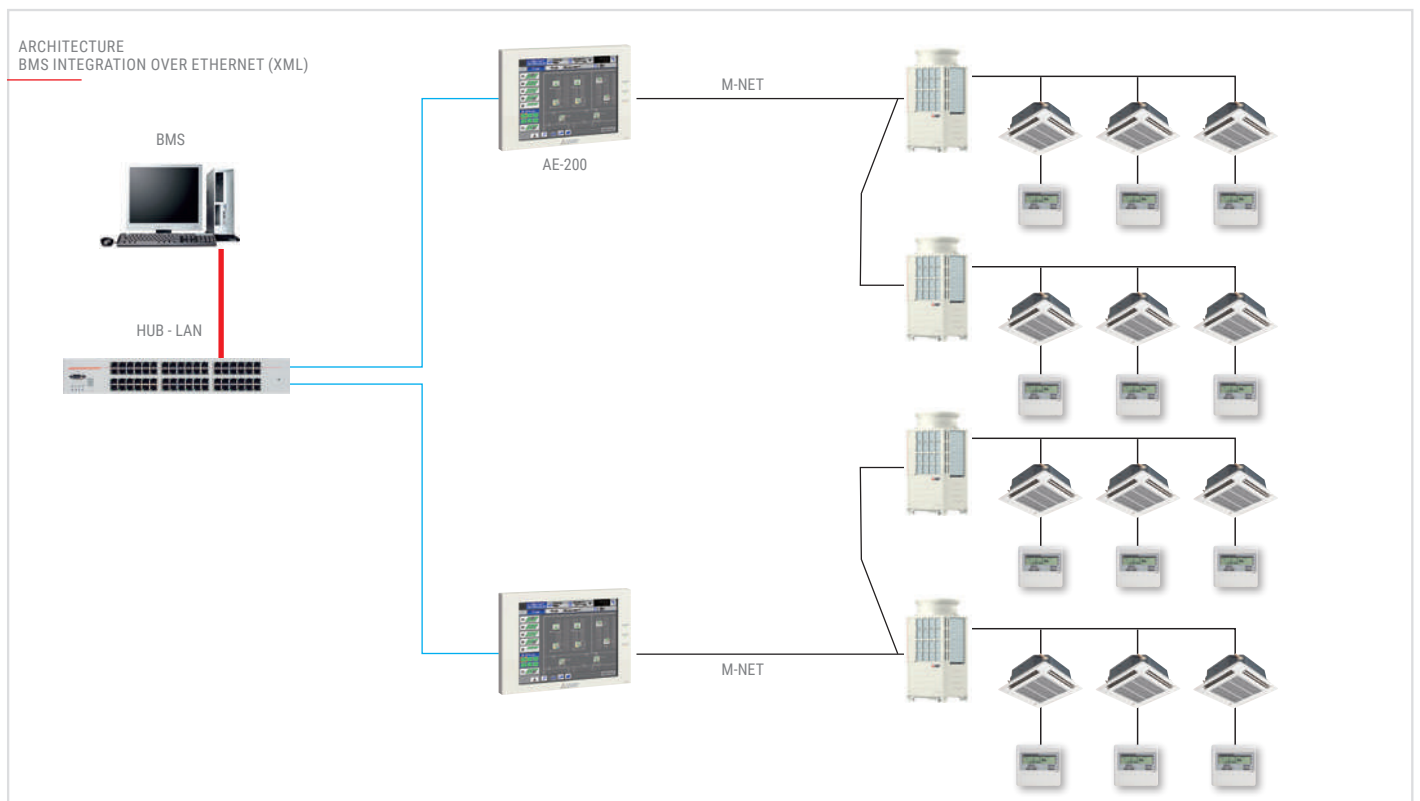 ARCHITECTURE
BMS INTEGRATION OVER ETHERNET (XML)
BMS
HUB - LAN
AE-200
M-NET
M-NET